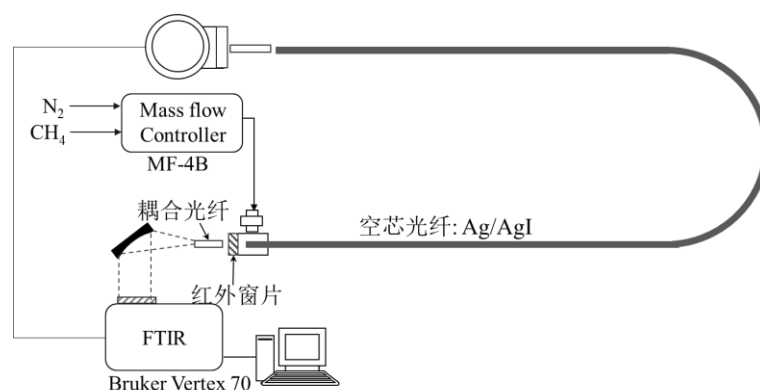 N₂
CH₄
Mass flow
Controller
MF-4B
耦合光纤
空芯光纤: Ag/AgI
红外窗片
FTIR
Bruker Vertex 70